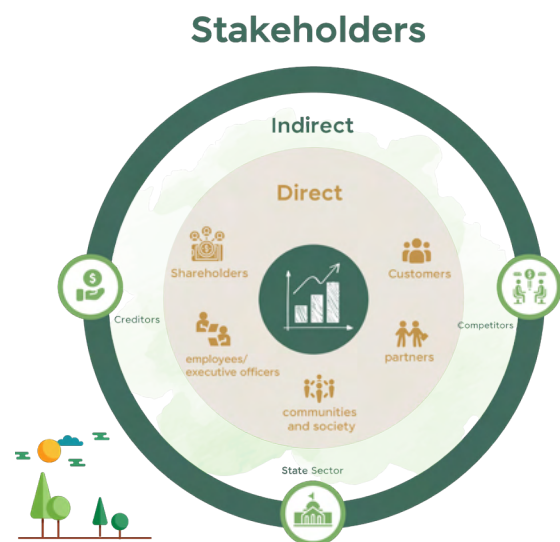 Stakeholders
Indirect
Direct
Shareholders
Customers
Creditors
Competitors
employees/
executive officers
partners
communities
and society
State Sector